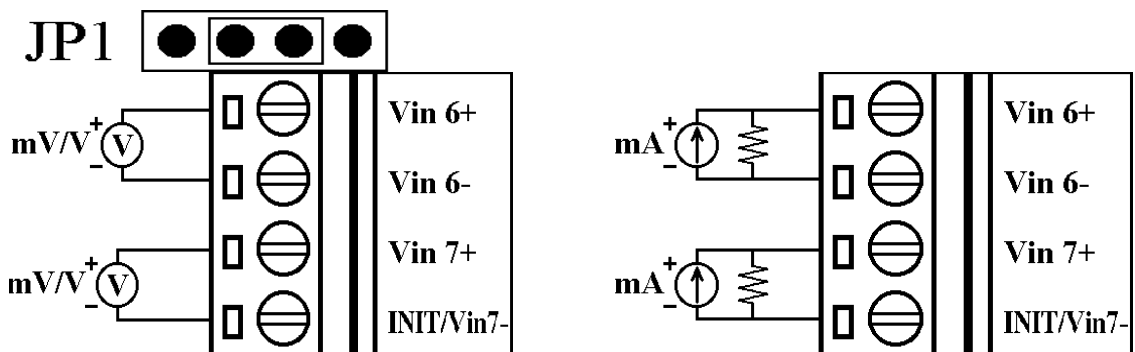 JP1
mV/V + V − Vin 6+
Vin 6-
mV/V + V − Vin 7+
INIT/Vin7-
mA + − Vin 6+
Vin 6-
mA + − Vin 7+
INIT/Vin7-